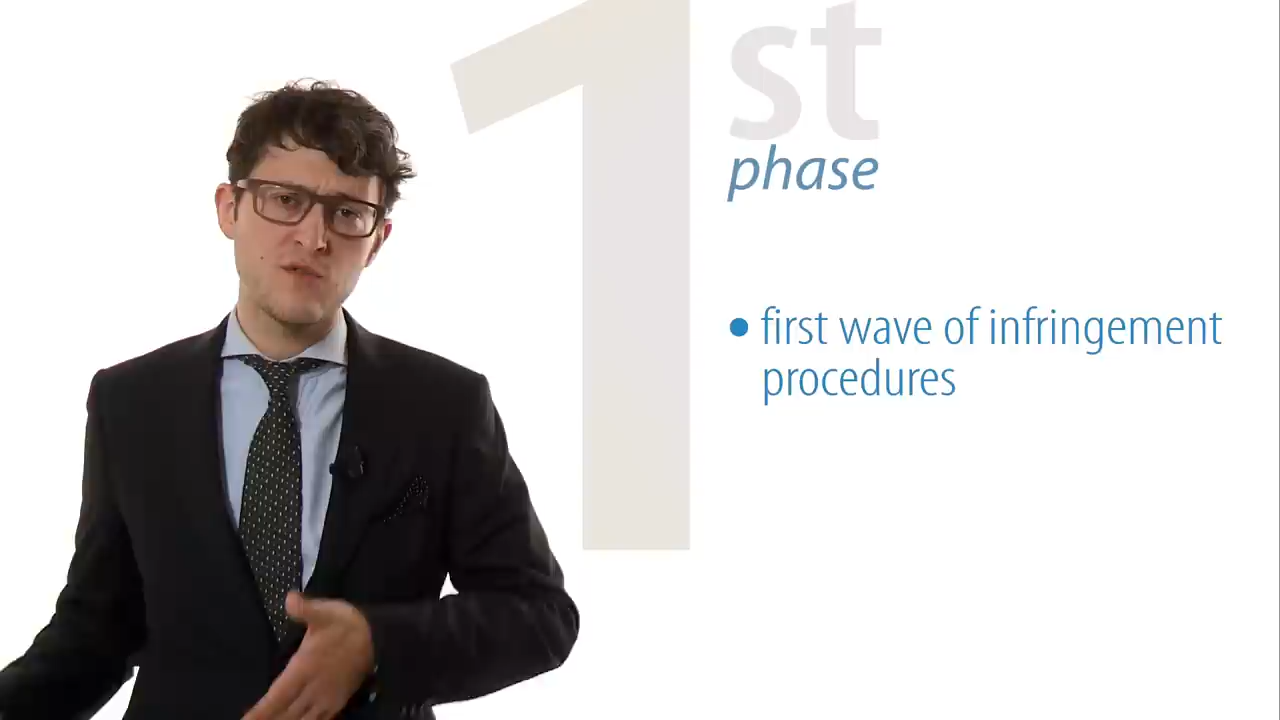 1st
phase
• first wave of infringement
procedures